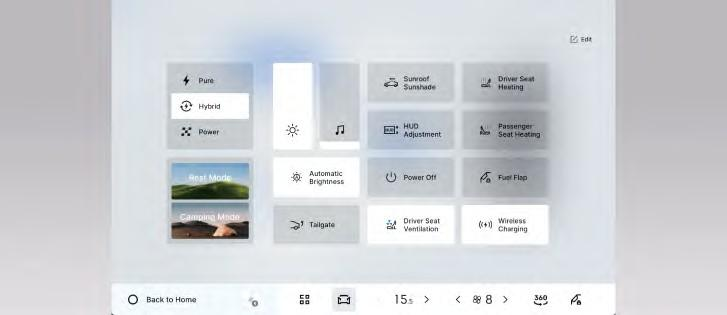 Edit
Pure
Hybrid
Power
Rest Mode
Camping Mode
Sunroof
Sunshade
Driver Seat
Heating
HUD
HUD
Adjustment
Passenger
Seat Heating
Automatic
Brightness
Power Off
Fuel Flap
Tailgate
Driver Seat
Ventilation
Wireless
Charging
Back to Home
15.5
8
360